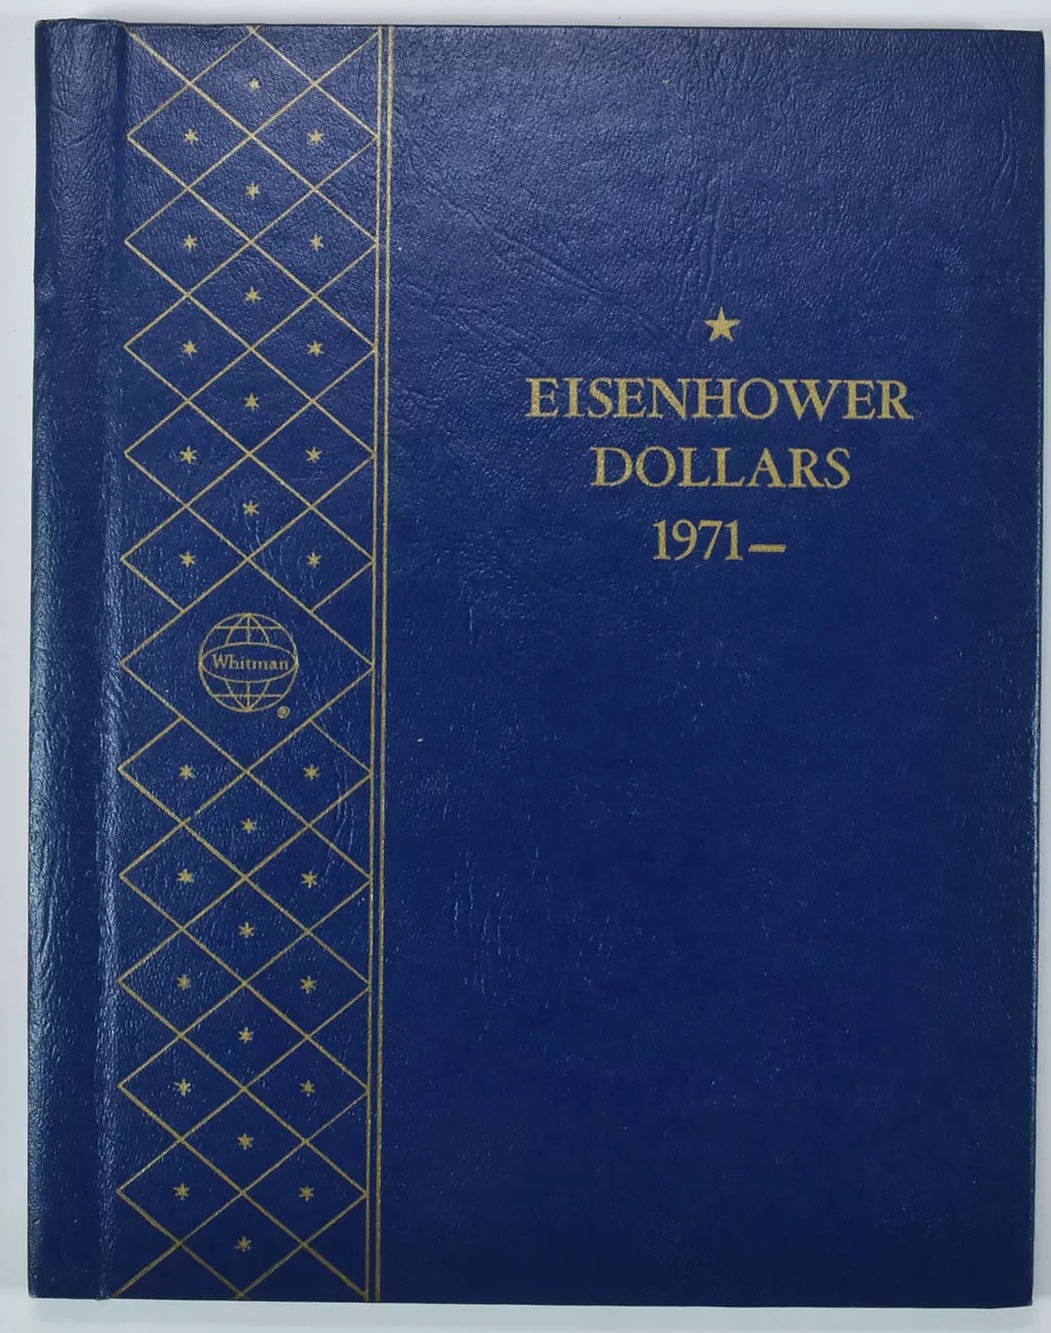 EISENHOWER
DOLLARS
1971—
Whitman
®